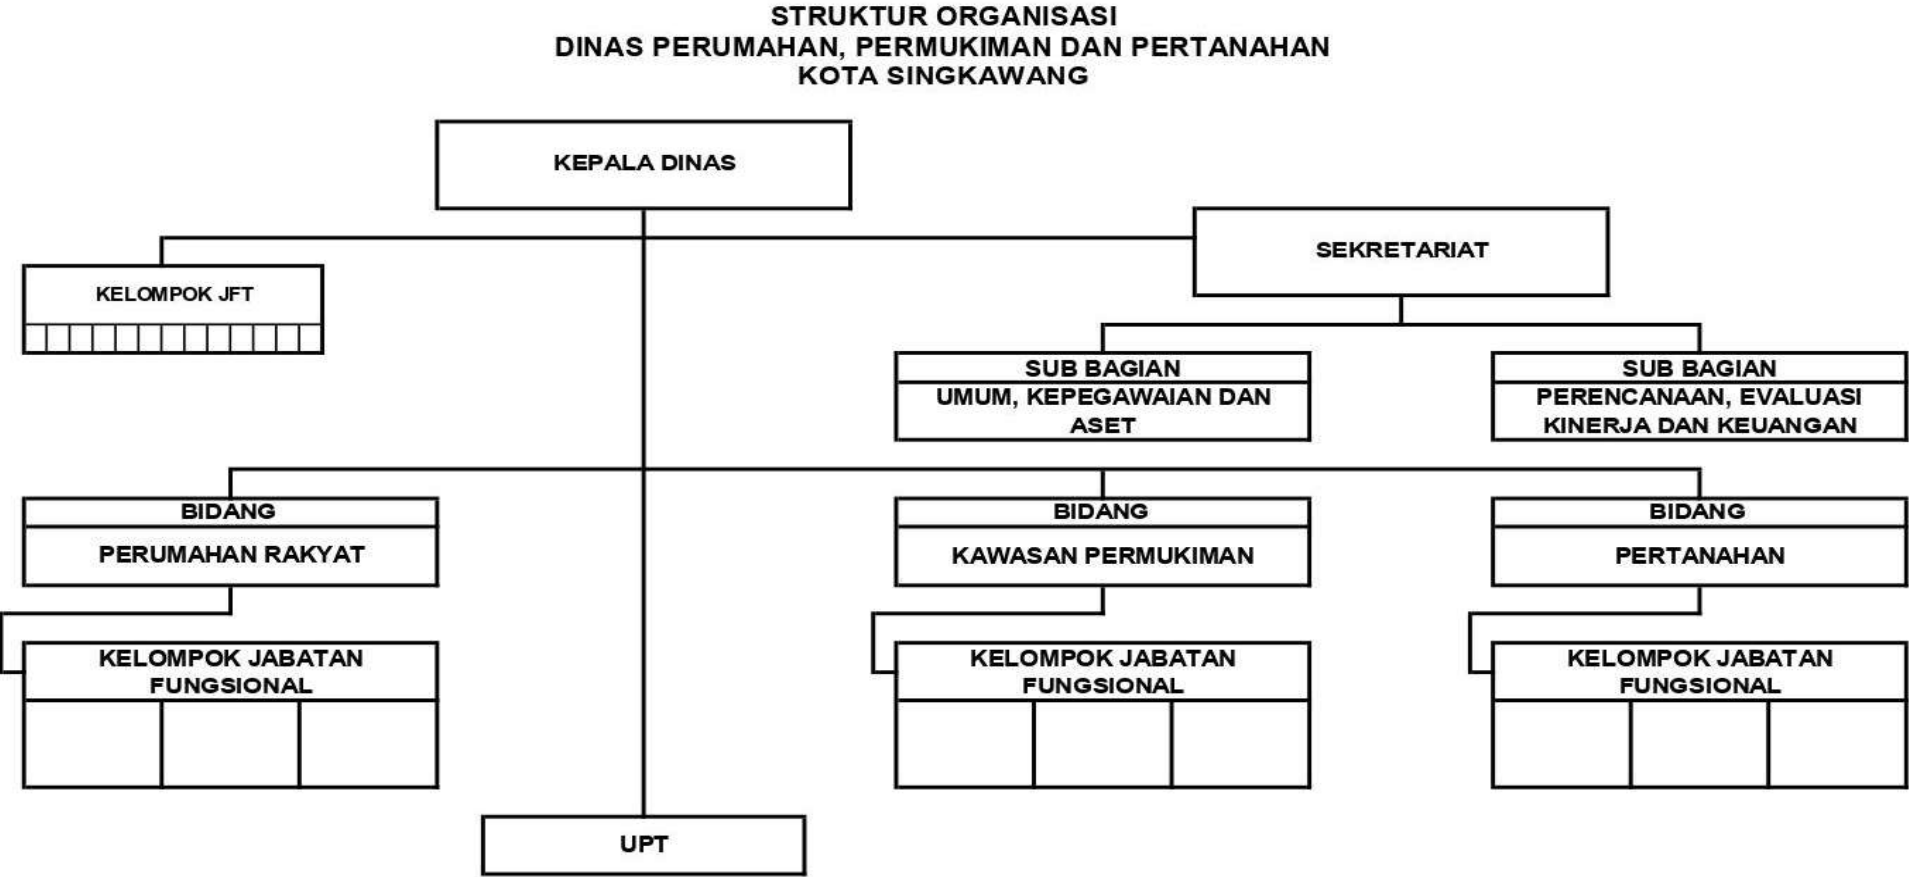 STRUKTUR ORGANISASI
DINAS PERUMAHAN, PERMUKIMAN DAN PERTANAHAN
KOTA SINGKAWANG
KEPALA DINAS
SEKRETARIAT
KELOMPOK JFT
SUB BAGIAN
UMUM, KEPEGAWAIAN DAN
ASET
SUB BAGIAN
PERENCANAAN, EVALUASI
KINERJA DAN KEUANGAN
BIDANG
PERUMAHAN RAKYAT
BIDANG
KAWASAN PERMUKIMAN
BIDANG
PERTANAHAN
KELOMPOK JABATAN
FUNGSIONAL
KELOMPOK JABATAN
FUNGSIONAL
KELOMPOK JABATAN
FUNGSIONAL
UPT